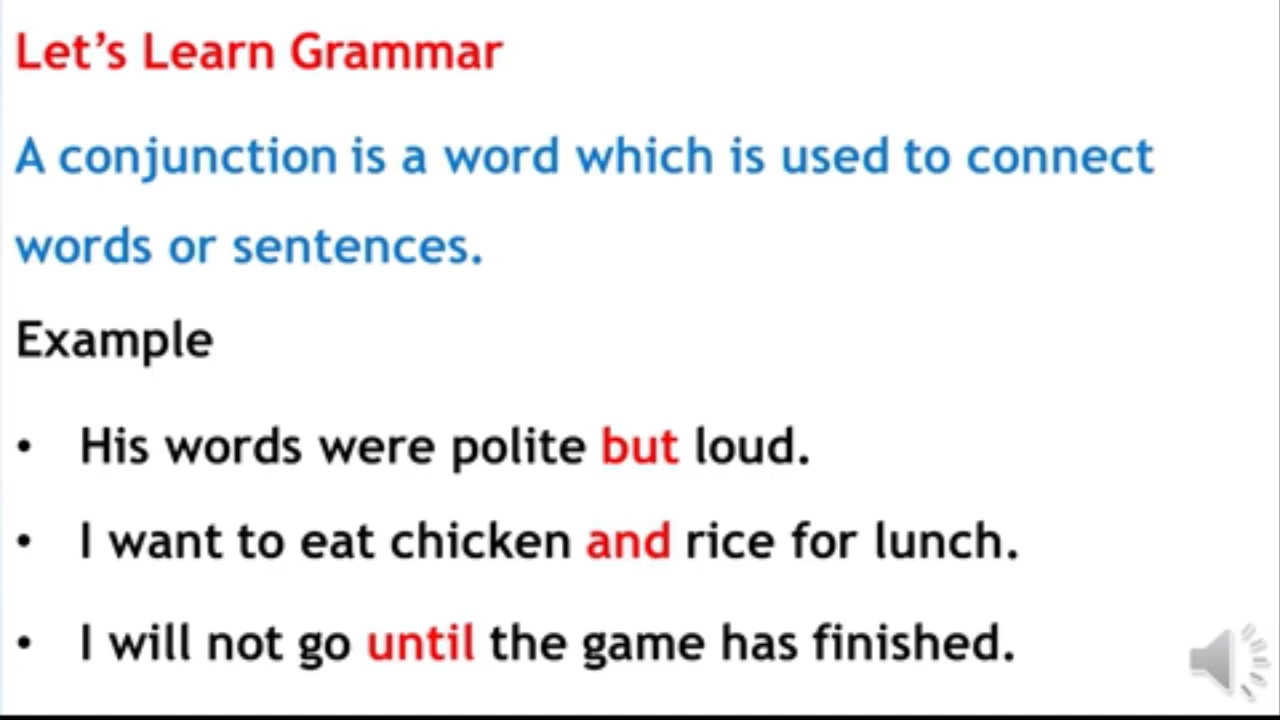 Let's Learn Grammar
A conjunction is a word which is used to connect
words or sentences.
Example
• His words were polite but loud.
• I want to eat chicken and rice for lunch.
• I will not go until the game has finished.